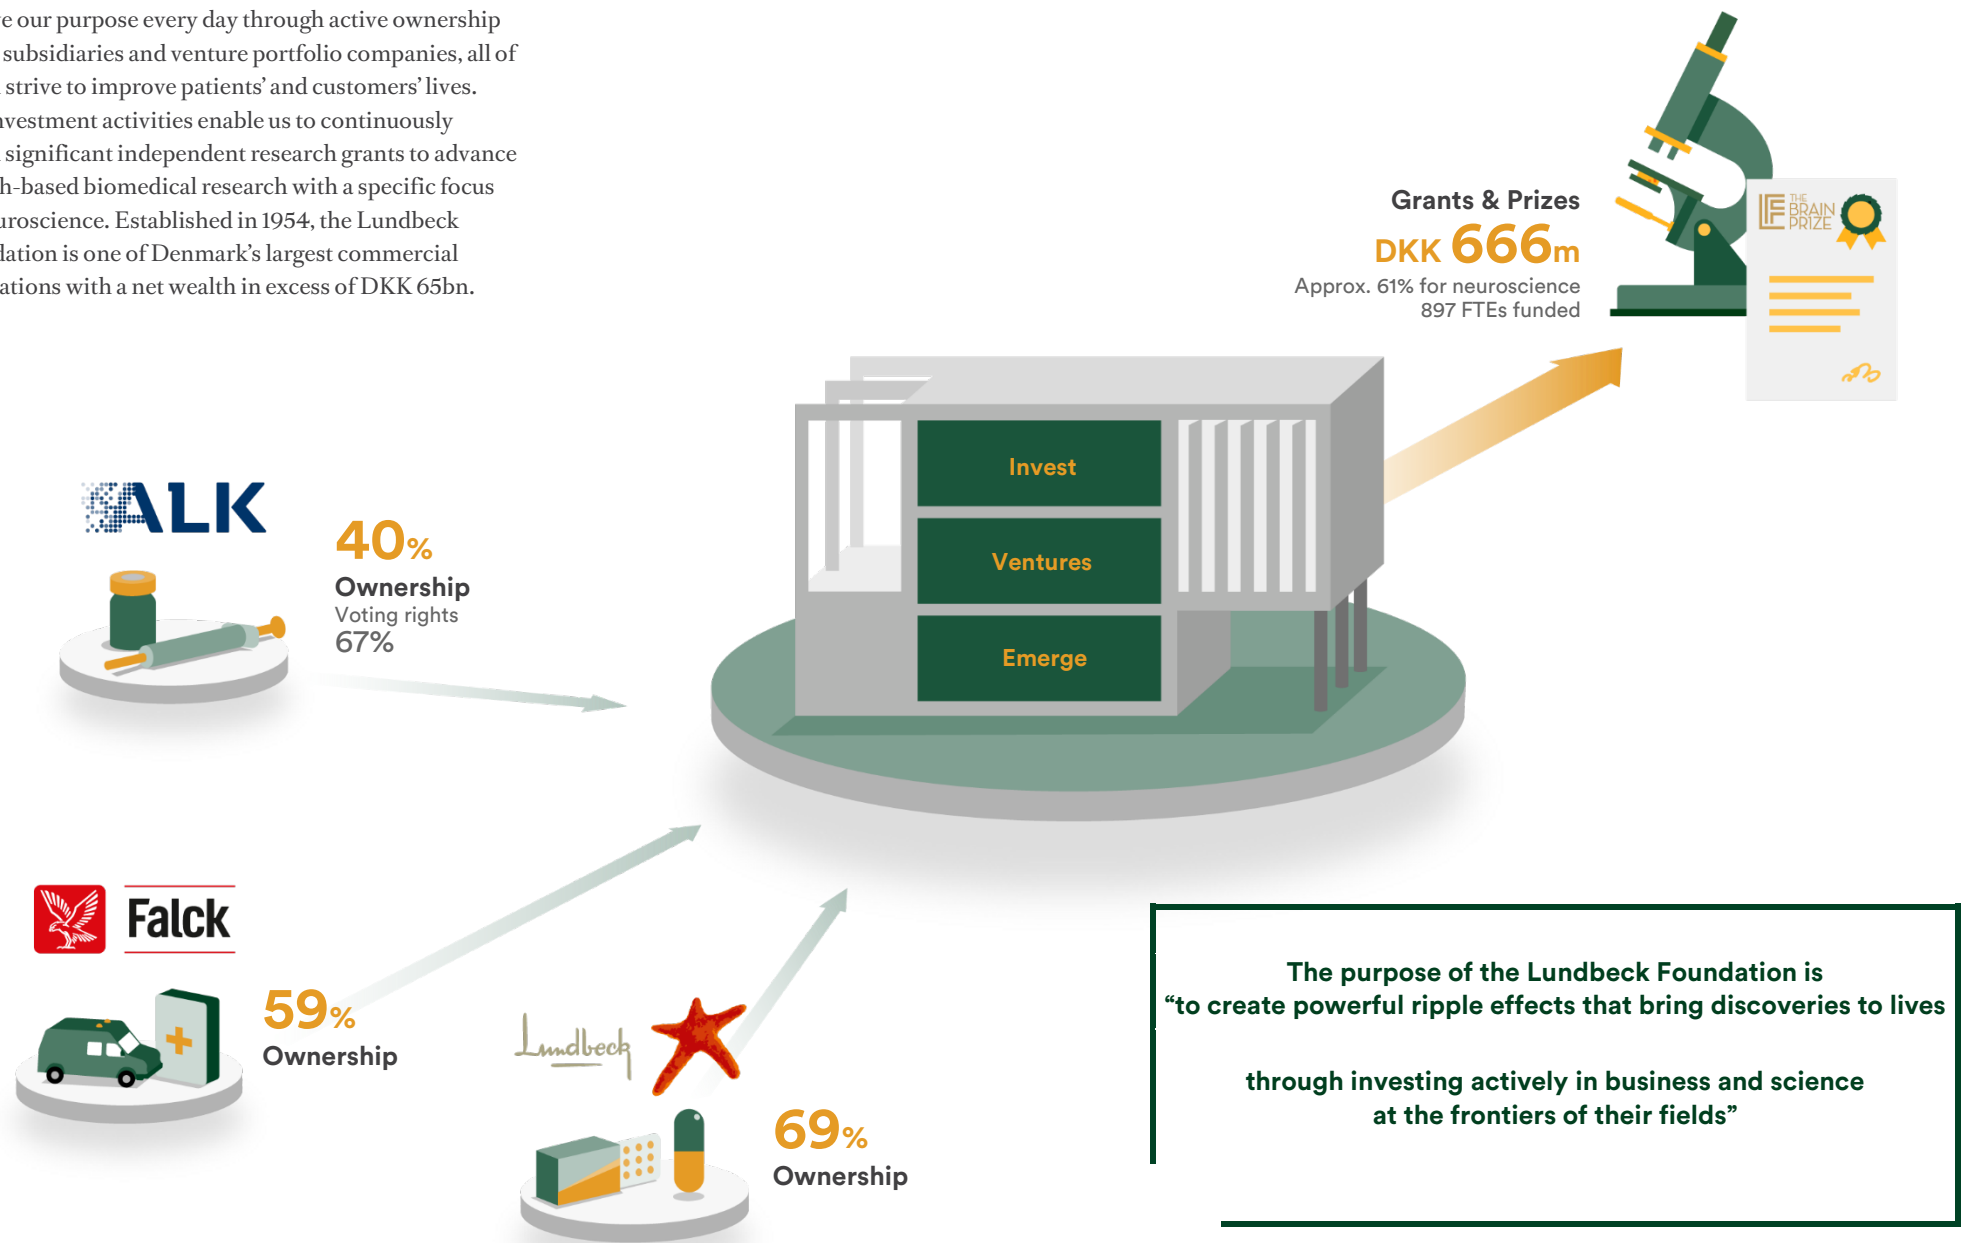 our purpose every day through active ownership
subsidiaries and venture portfolio companies, all of
strive to improve patients’ and customers’ lives.
investment activities enable us to continuously
significant independent research grants to advance
-based biomedical research with a specific focus
Established in 1954, the Lundbeck
is one of Denmark’s largest commercial
with a net wealth in excess of DKK 65bn.
Grants & Prizes
DKK 666m
Approx. 61% for neuroscience
897 FTEs funded
THE
BRAIN
PRIZE
Invest
Ventures
Emerge
ALK
40%
Ownership
Voting rights
67%
Falck
59%
Ownership
Lundbeck
69%
Ownership
The purpose of the Lundbeck Foundation is
“to create powerful ripple effects that bring discoveries to lives
through investing actively in business and science
at the frontiers of their fields”